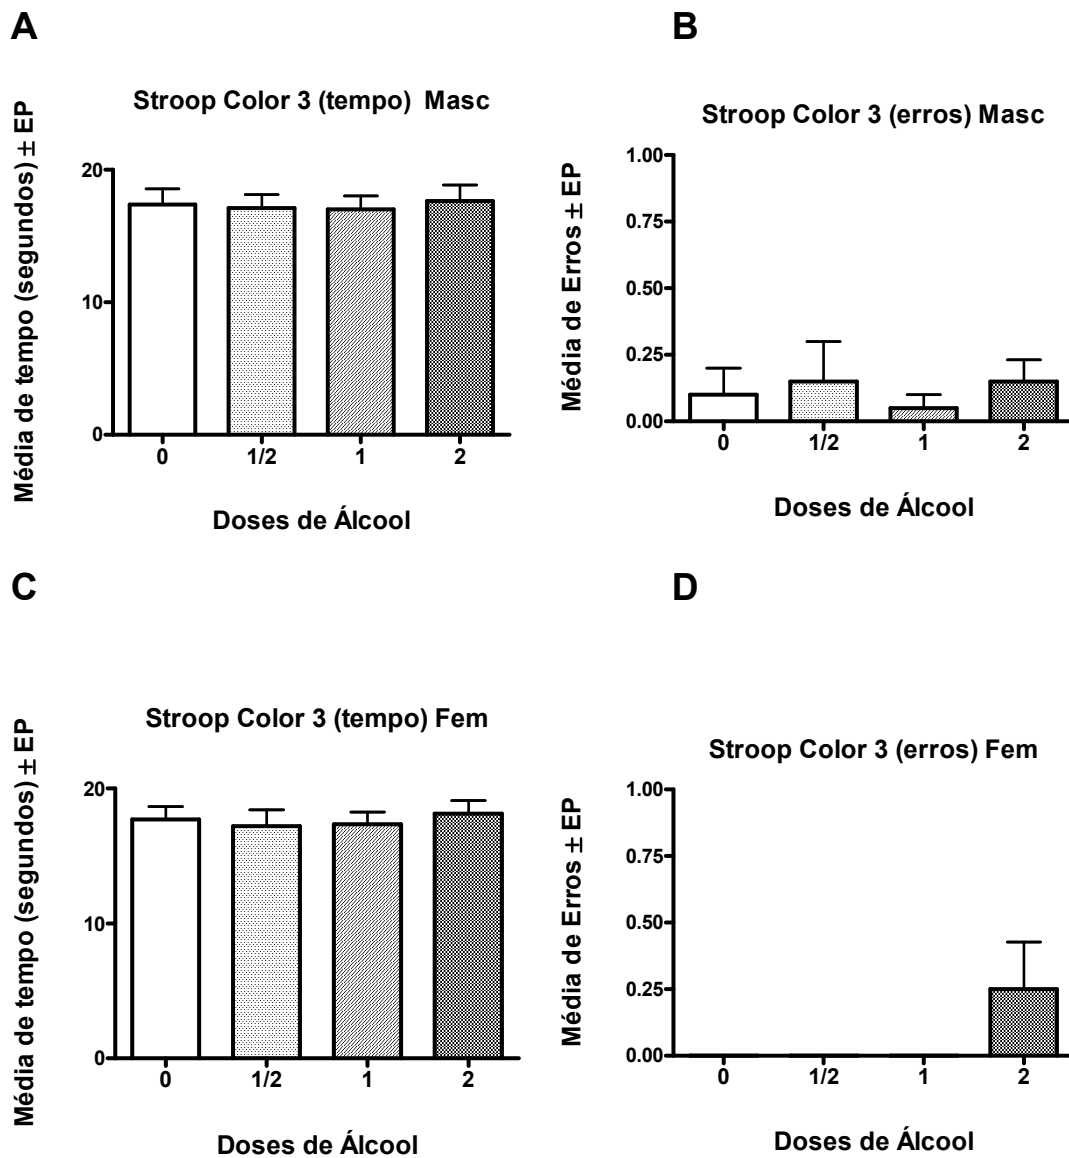 A
Stroop Color 3 (tempo)  Masc
Média de tempo (segundos) ± EP
20
10
0
0
1/2
1
2
Doses de Álcool
B
Stroop Color 3 (erros) Masc
Média de Erros ± EP
1.00
0.75
0.50
0.25
0.00
0
1/2
1
2
Doses de Álcool
C
Stroop Color 3 (tempo) Fem
Média de tempo (segundos) ± EP
20
10
0
0
1/2
1
2
Doses de Álcool
D
Stroop Color 3 (erros) Fem
Média de Erros ± EP
1.00
0.75
0.50
0.25
0.00
0
1/2
1
2
Doses de Álcool